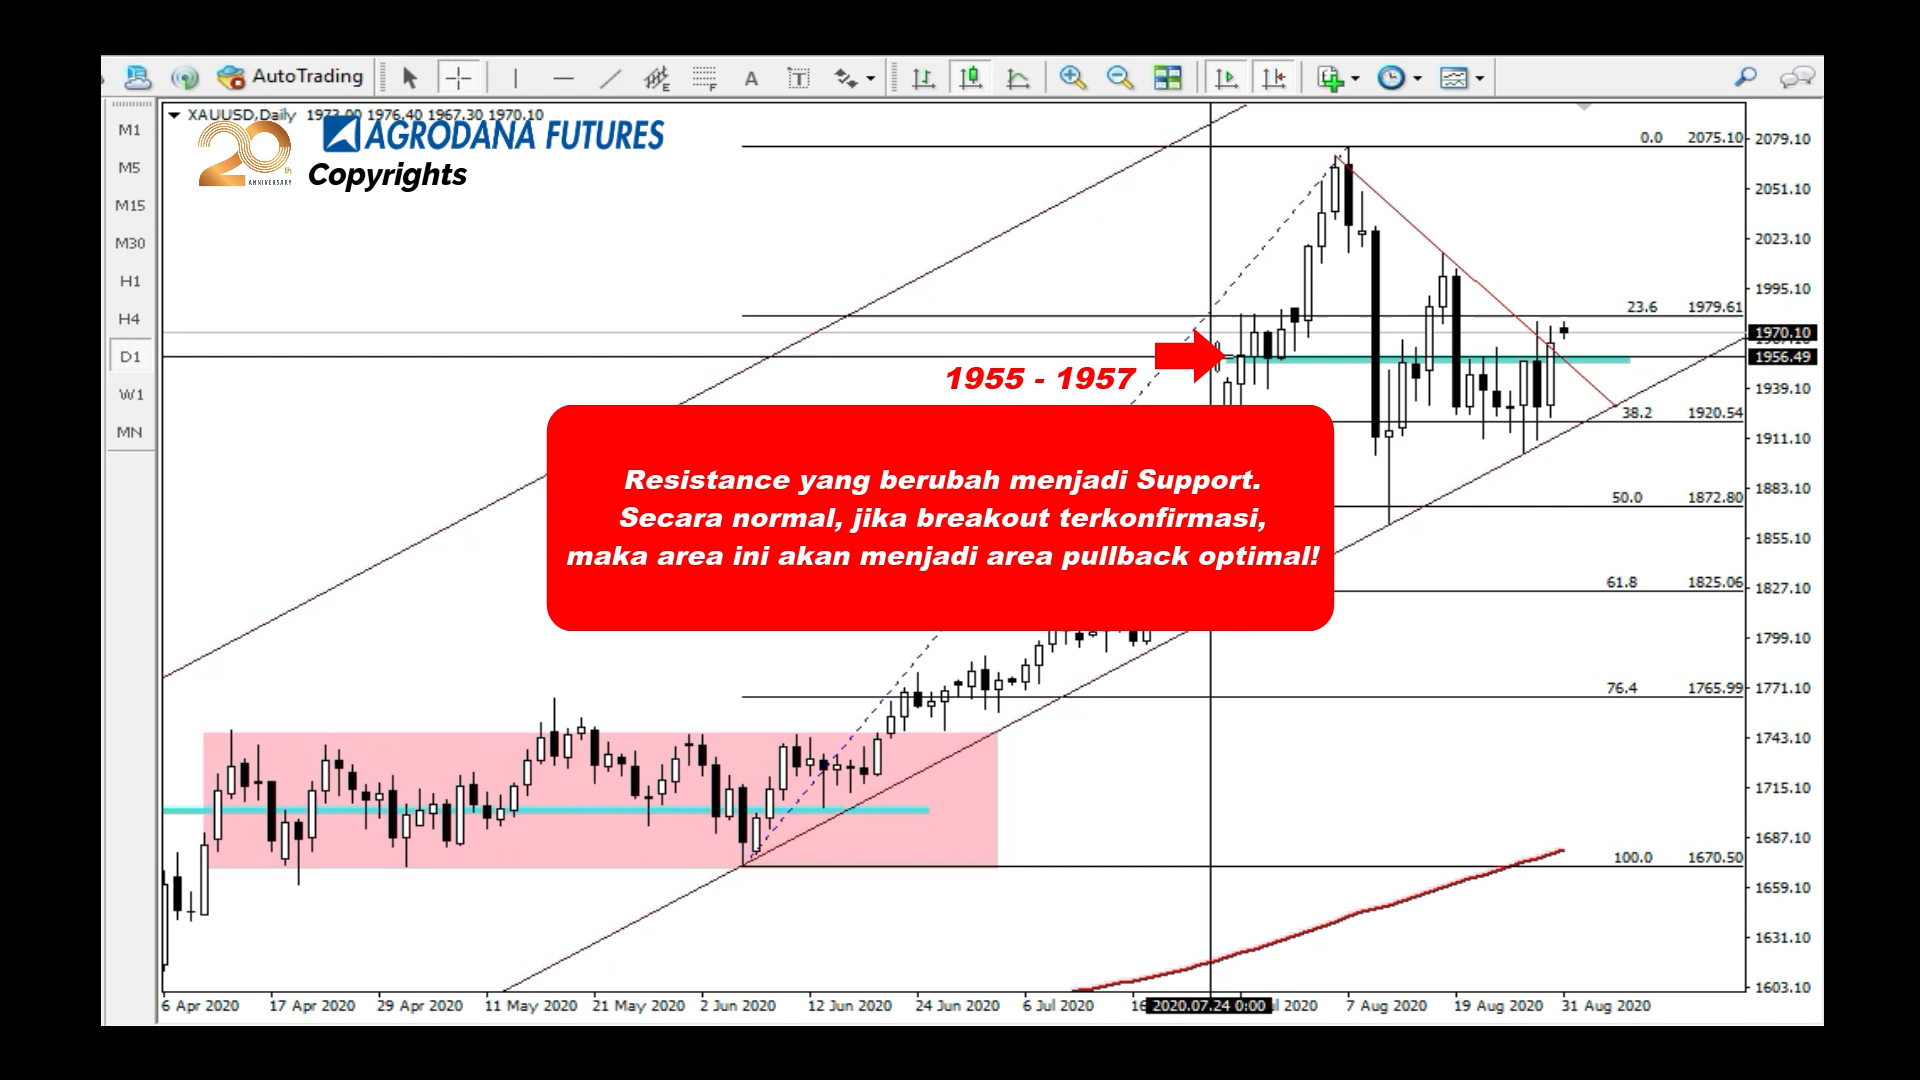 AutoTrading
E
F
A
T
M1
M5
M15
M30
H1
H4
D1
W1
MN
XAUUSD,Daily 1973.00 1976.40 1967.30 1970.10
20th ANNIVERSARY
AGRODANA FUTURES
Copyrights
0.0 2075.10
23.6 1979.61
38.2 1920.54
50.0 1872.80
61.8 1825.06
76.4 1765.99
100.0 1670.50
1955 - 1957
Resistance yang berubah menjadi Support.
Secara normal, jika breakout terkonfirmasi,
maka area ini akan menjadi area pullback optimal!
2079.10
2051.10
2023.10
1995.10
1970.10
1956.49
1939.10
1911.10
1883.10
1855.10
1827.10
1799.10
1771.10
1743.10
1715.10
1687.10
1659.10
1631.10
1603.10
6 Apr 2020 17 Apr 2020 29 Apr 2020 11 May 2020 21 May 2020 2 Jun 2020 12 Jun 2020 24 Jun 2020 6 Jul 2020 2020.07.24 0:00 2020 7 Aug 2020 19 Aug 2020 31 Aug 2020